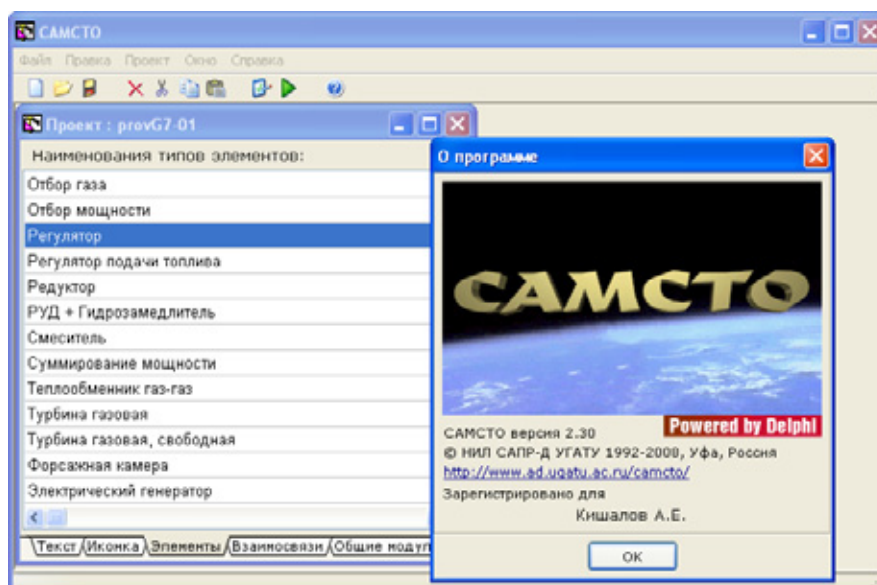 САМСТО
Файл Правка Проект Окно Справка
Проект : provG7-01
Наименования типов элементов:
Отбор газа
Отбор мощности
Регулятор
Регулятор подачи топлива
Редуктор
РУД + Гидрозамедлитель
Смеситель
Суммирование мощности
Теплообменник газ-газ
Турбина газовая
Турбина газовая, свободная
Форсажная камера
Электрический генератор
Текст Иконка Элементы Взаимосвязи Общие модул
О программе
САМСТО
Powered by Delphi
САМСТО версия 2.30
© НИЛ САПР-Д УГАТУ 1992-2000, Уфа, Россия
http://www.ad.ugatu.ac.ru/camcto/
Зарегистрировано для
Кишалов А.Е.
ОК